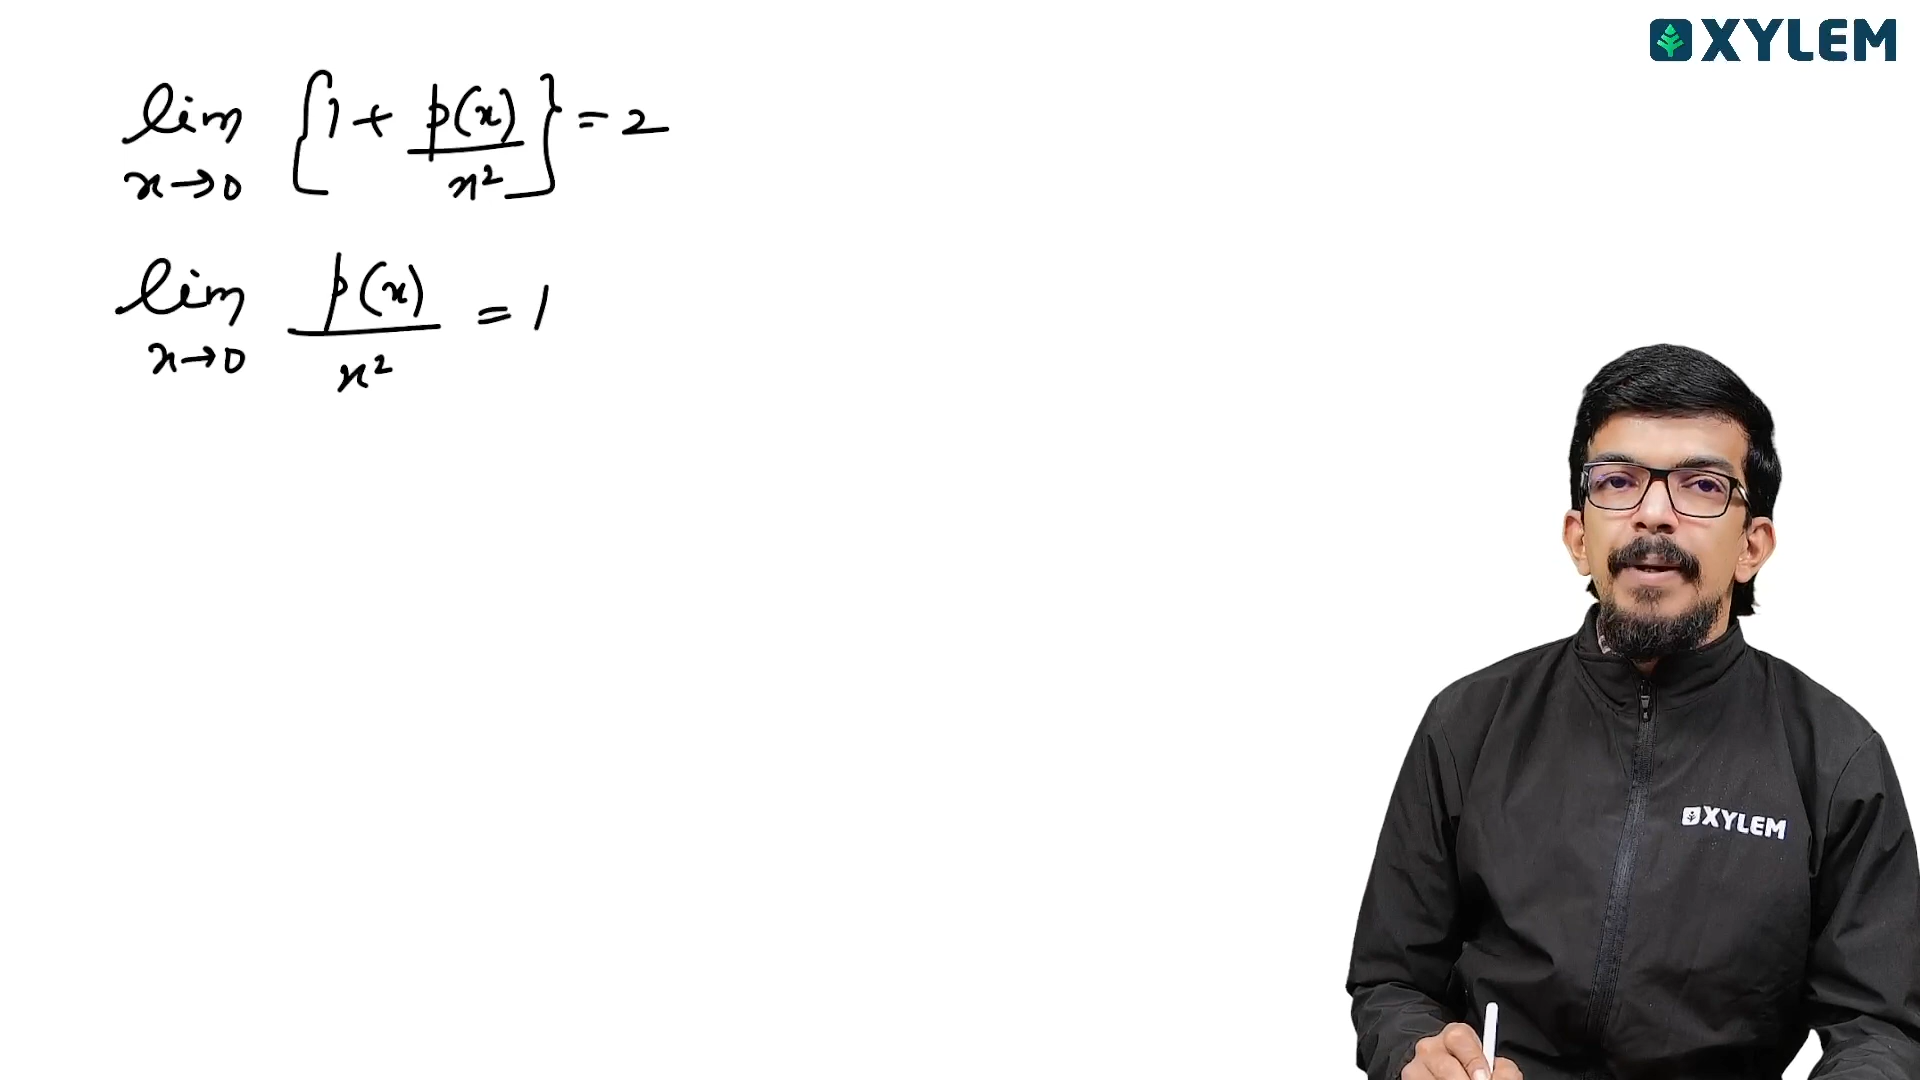 XYLEM
lim x→0 {1 + p(x)/x²} = 2
lim x→0 p(x)/x² = 1
XYLEM